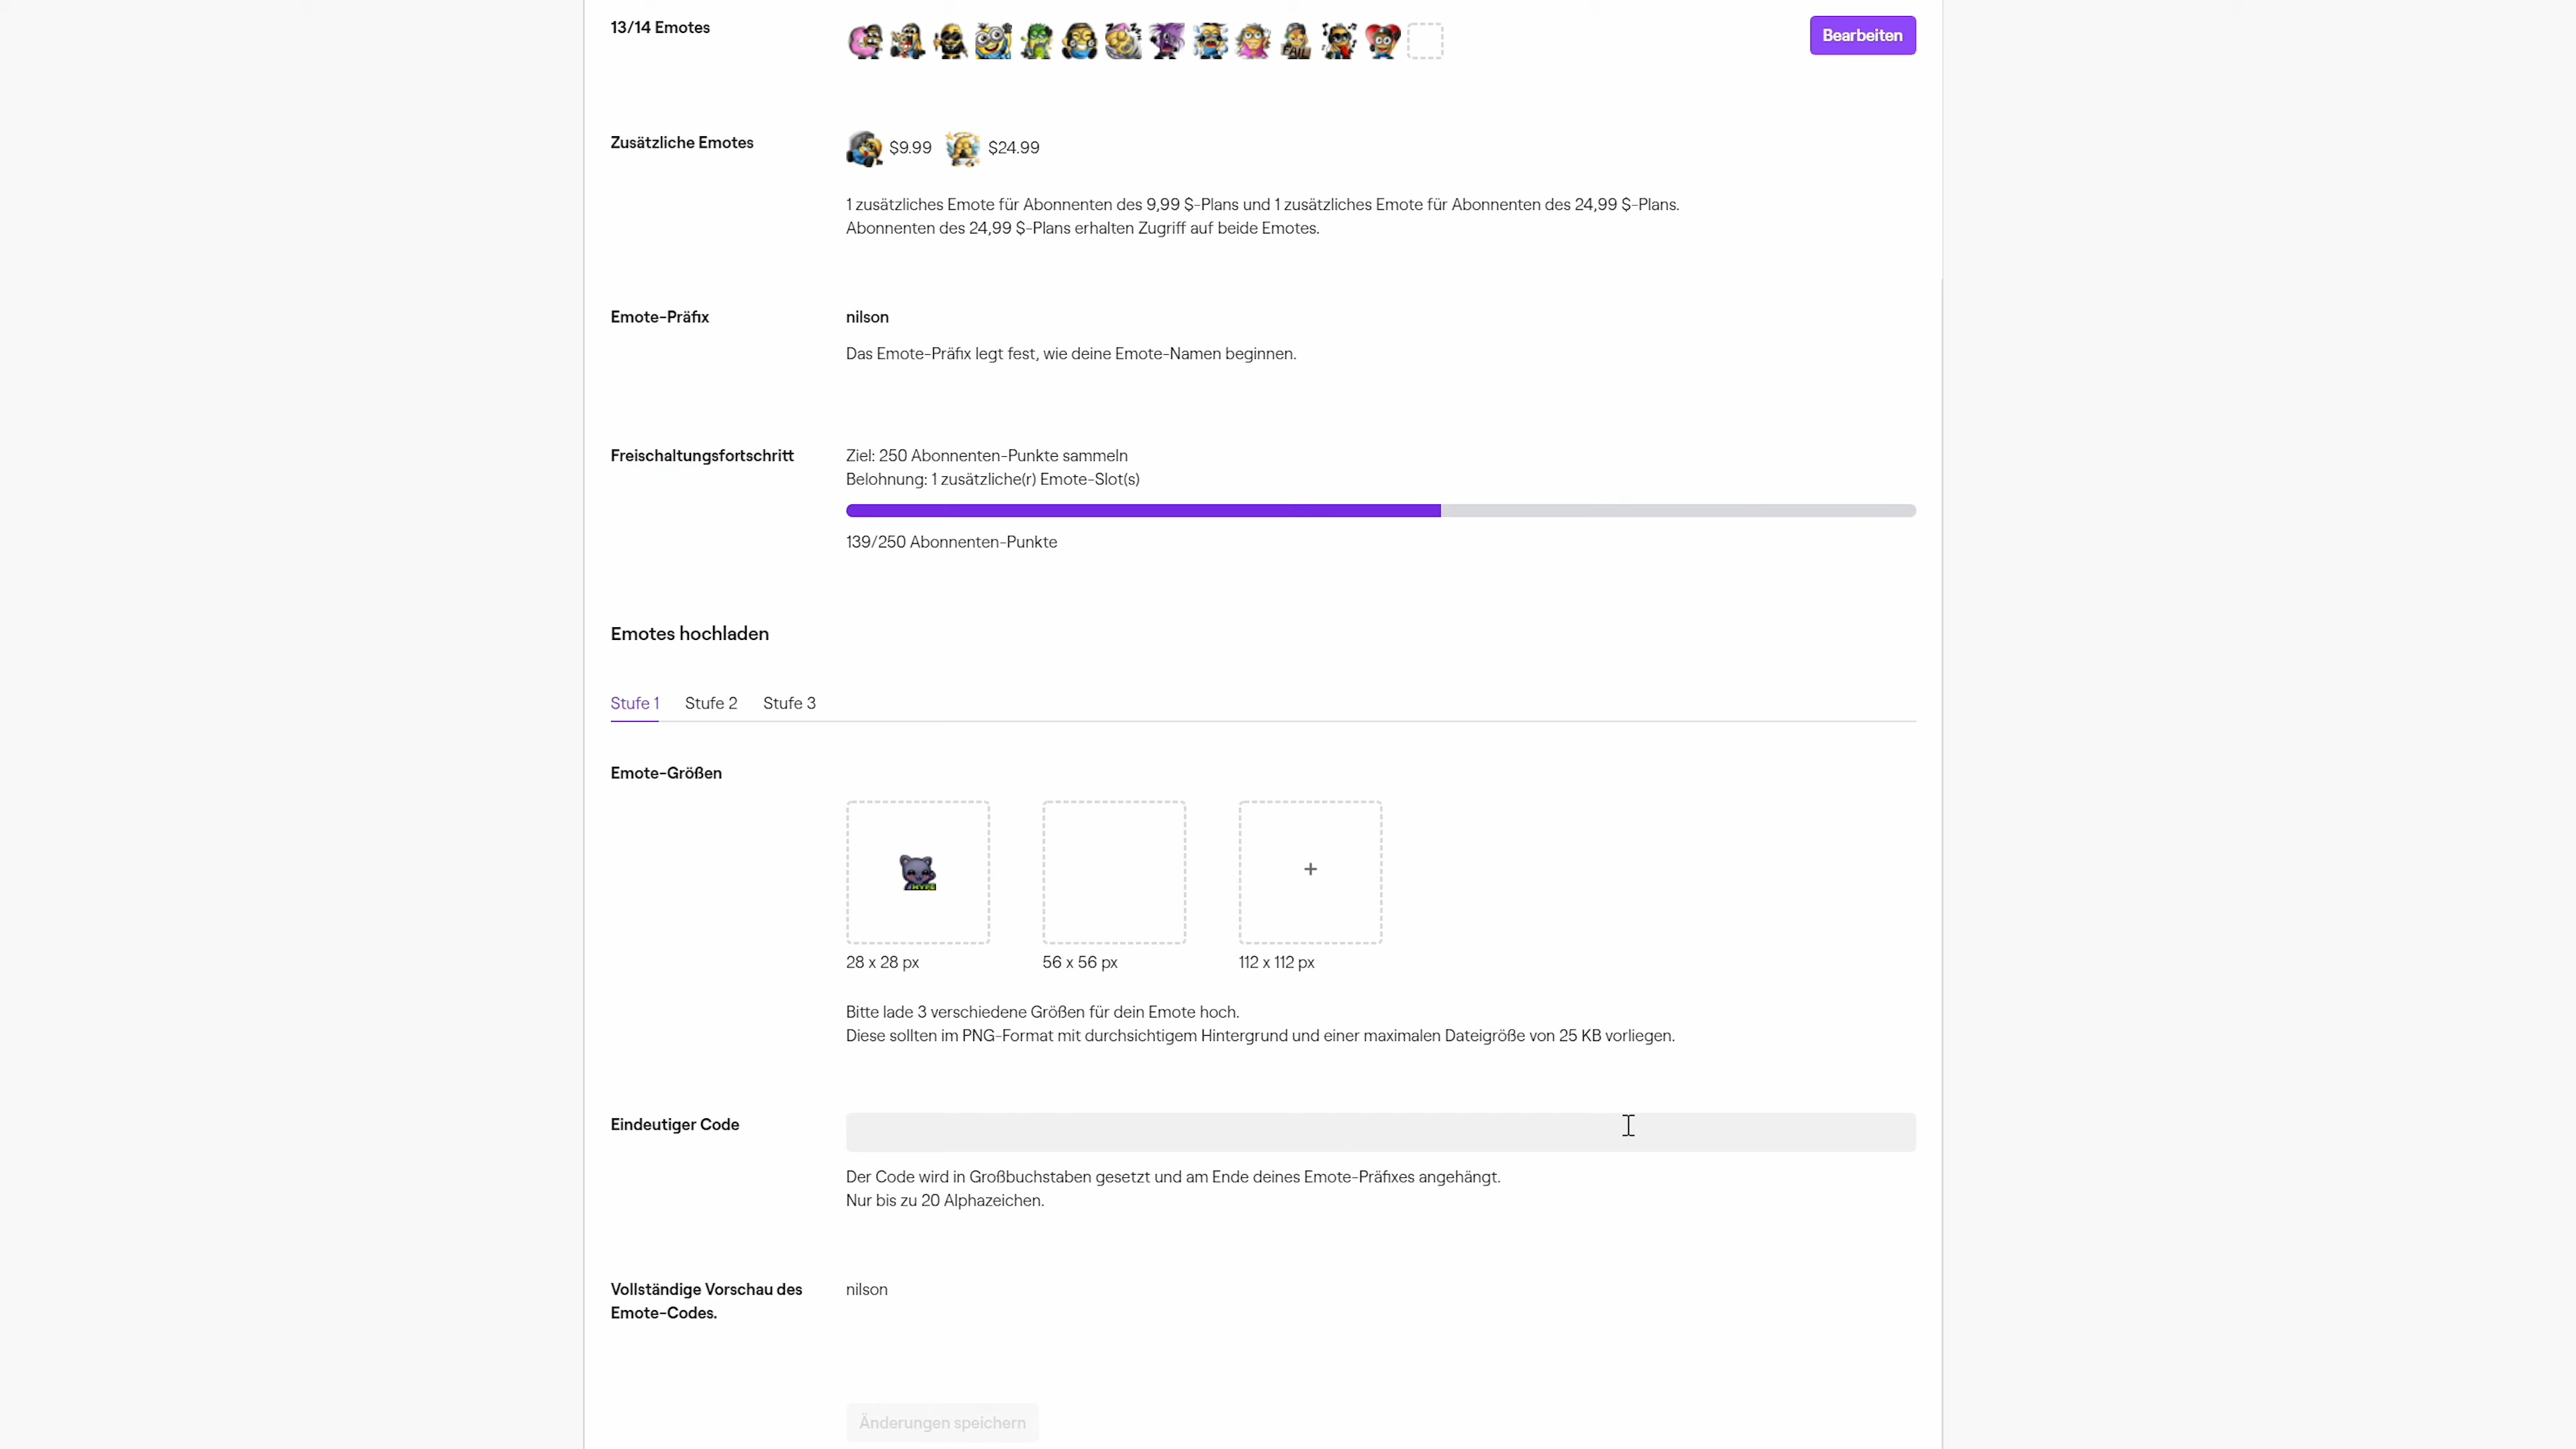 13/14 Emotes
Bearbeiten
FAIL
Zusätzliche Emotes
$9.99
$24.99
1 zusätzliches Emote für Abonnenten des 9,99 $-Plans und 1 zusätzliches Emote für Abonnenten des 24,99 $-Plans.
Abonnenten des 24,99 $-Plans erhalten Zugriff auf beide Emotes.
Emote-Präfix
nilson
Das Emote-Präfix legt fest, wie deine Emote-Namen beginnen.
Freischaltungsfortschritt
Ziel: 250 Abonnenten-Punkte sammeln
Belohnung: 1 zusätzliche(r) Emote-Slot(s)
139/250 Abonnenten-Punkte
Emotes hochladen
Stufe 1
Stufe 2
Stufe 3
Emote-Größen
HYPE
+
28 x 28 px
56 x 56 px
112 x 112 px
Bitte lade 3 verschiedene Größen für dein Emote hoch.
Diese sollten im PNG-Format mit durchsichtigem Hintergrund und einer maximalen Dateigröße von 25 KB vorliegen.
Eindeutiger Code
Der Code wird in Großbuchstaben gesetzt und am Ende deines Emote-Präfixes angehängt.
Nur bis zu 20 Alphazeichen.
Vollständige Vorschau des
Emote-Codes.
nilson
Änderungen speichern